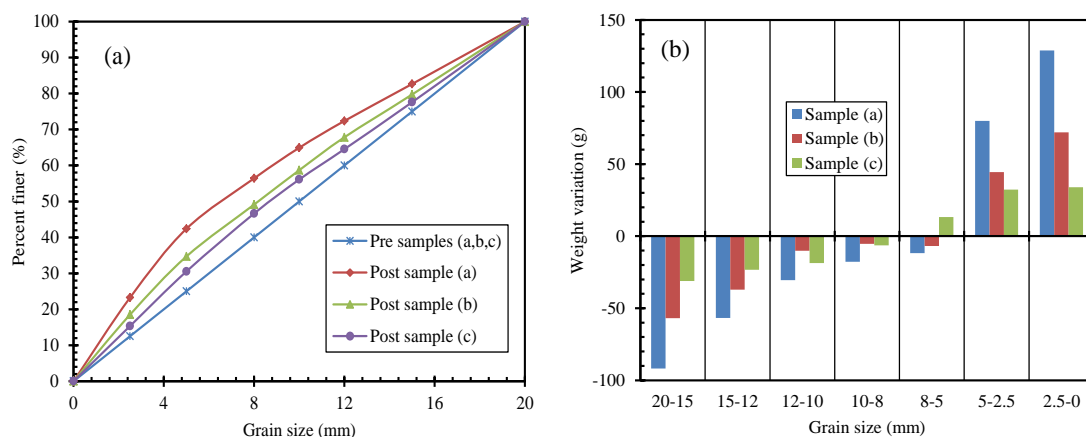 (a)
Percent finer (%)
100
90
80
70
60
50
40
30
20
10
0
0 4 8 12 16 20
Grain size (mm)
Pre samples (a,b,c)
Post sample (a)
Post sample (b)
Post sample (c)
(b)
Weight variation (g)
150
100
50
0
-50
-100
Sample (a)
Sample (b)
Sample (c)
20-15 15-12 12-10 10-8 8-5 5-2.5 2.5-0
Grain size (mm)